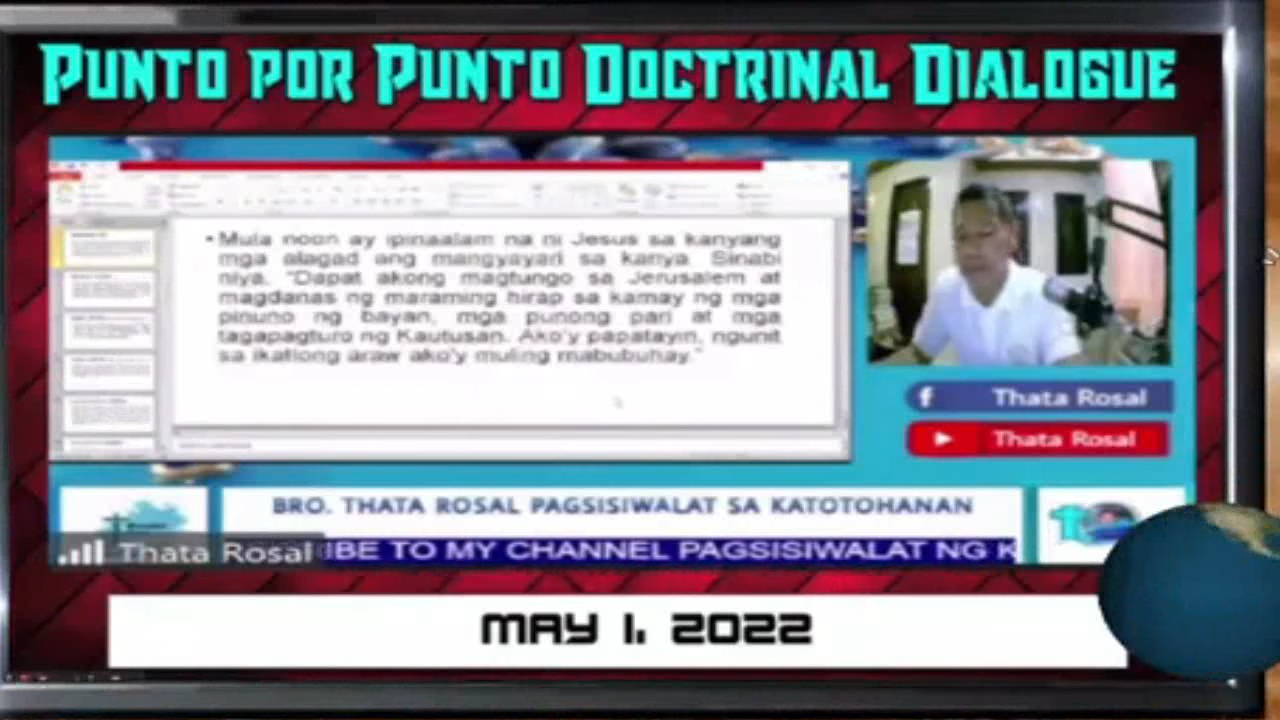 PUNTO POR PUNTO DOCTRINAL DIALOGUE
• Mula noon ay ipinaalam na ni Jesus sa kanyang
mga alagad ang mangyayari sa kanya. Sinabi
niya, "Dapat akong magtungo sa Jerusalem at
magdanas ng maraming hirap sa kamay ng mga
pinuno ng bayan, mga punong pari at mga
tagapagturo ng Kautusan. Ako'y papatayin, ngunit
sa ikatlong araw ako'y muling mabubuhay."
Thata Rosal
Thata Rosal
BRO. THATA ROSAL PAGSISIWALAT SA KATOTOHANAN
Thata Rosal
IBE TO MY CHANNEL PAGSISIWALAT NG K
MAY 1, 2022